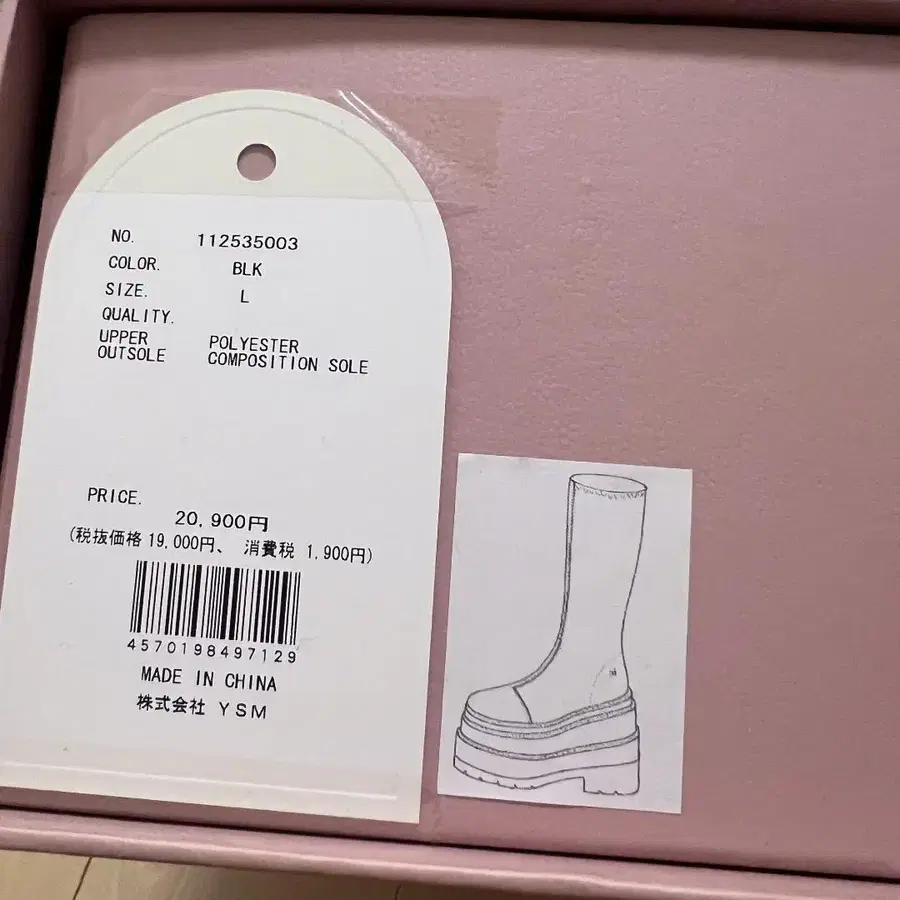 NO. 112535003
COLOR. BLK
SIZE. L
QUALITY.
UPPER POLYESTER
OUTSOLE COMPOSITION SOLE
PRICE.
20,900円
(税抜価格 19,000円、 消費税 1,900円)
4570198497129
MADE IN CHINA
株式会社 YSM